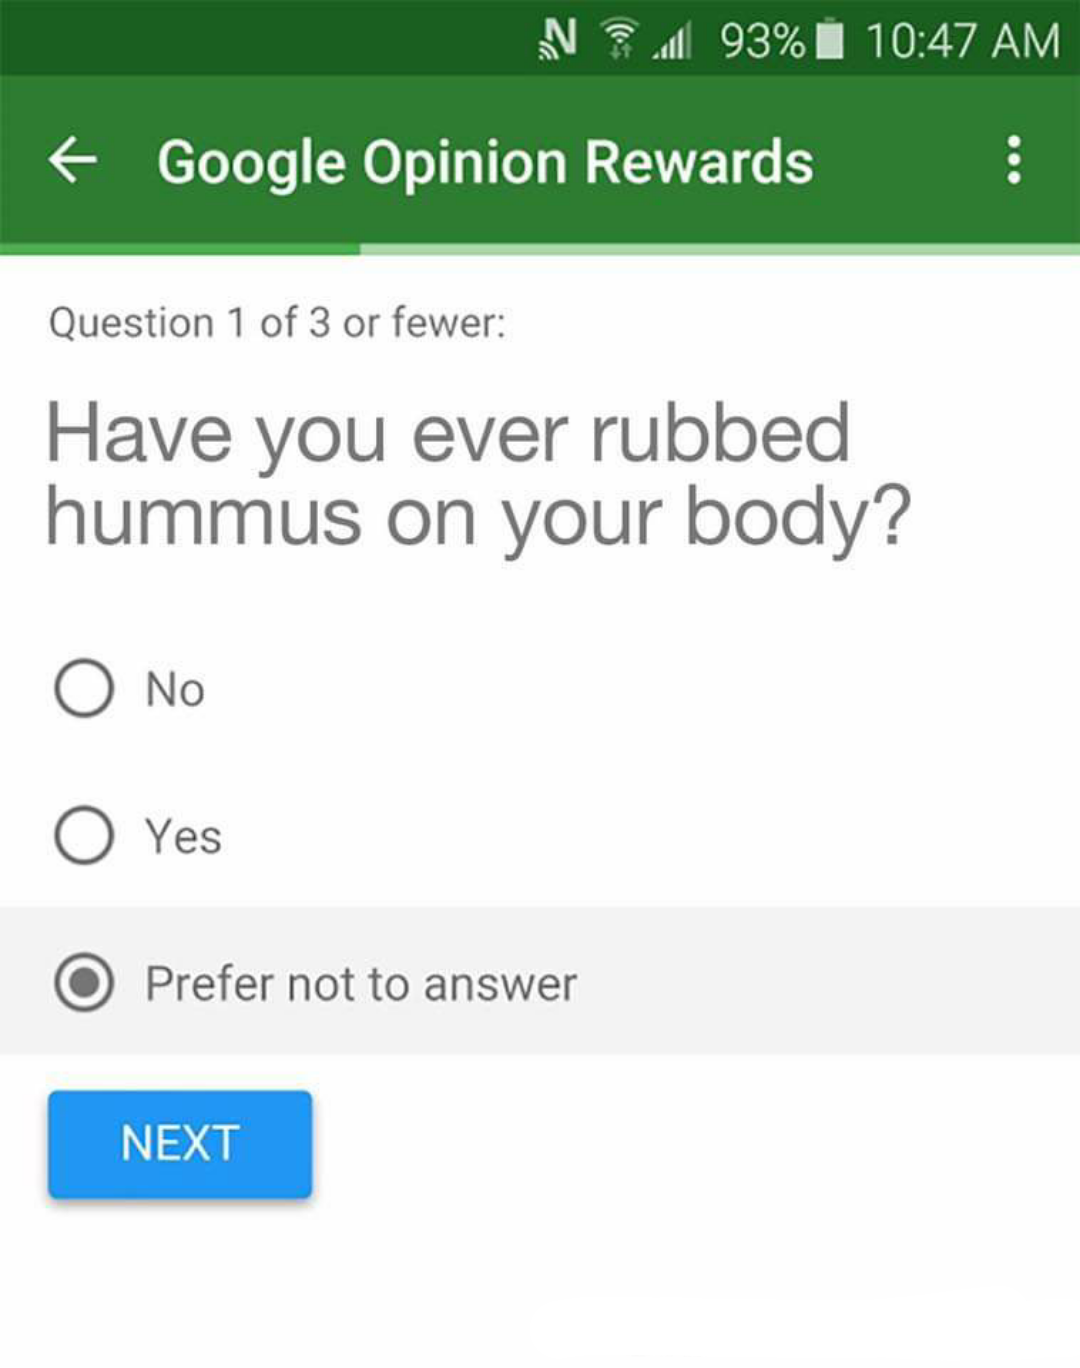 93% 10:47 AM
Google Opinion Rewards
Question 1 of 3 or fewer:
Have you ever rubbed
hummus on your body?
No
Yes
Prefer not to answer
NEXT